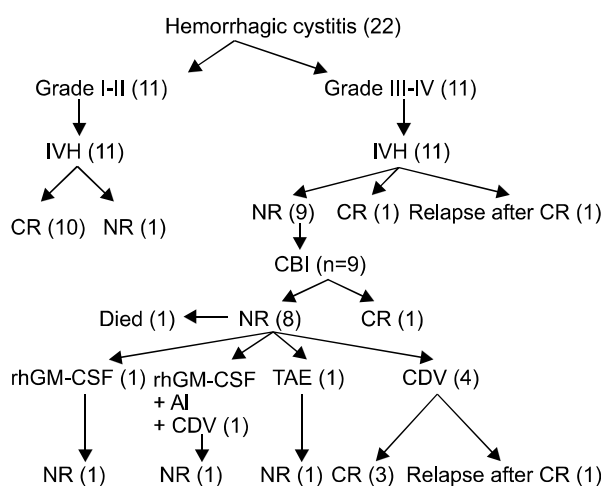 Hemorrhagic cystitis (22)
Grade I-II (11) Grade III-IV (11)
IVH (11) IVH (11)
CR (10) NR (1) NR (9) CR (1) Relapse after CR (1)
CBI (n=9)
Died (1) NR (8) CR (1)
rhGM-CSF (1) rhGM-CSF TAE (1) CDV (4)
+ AI
+ CDV (1)
NR (1) NR (1) NR (1) CR (3) Relapse after CR (1)